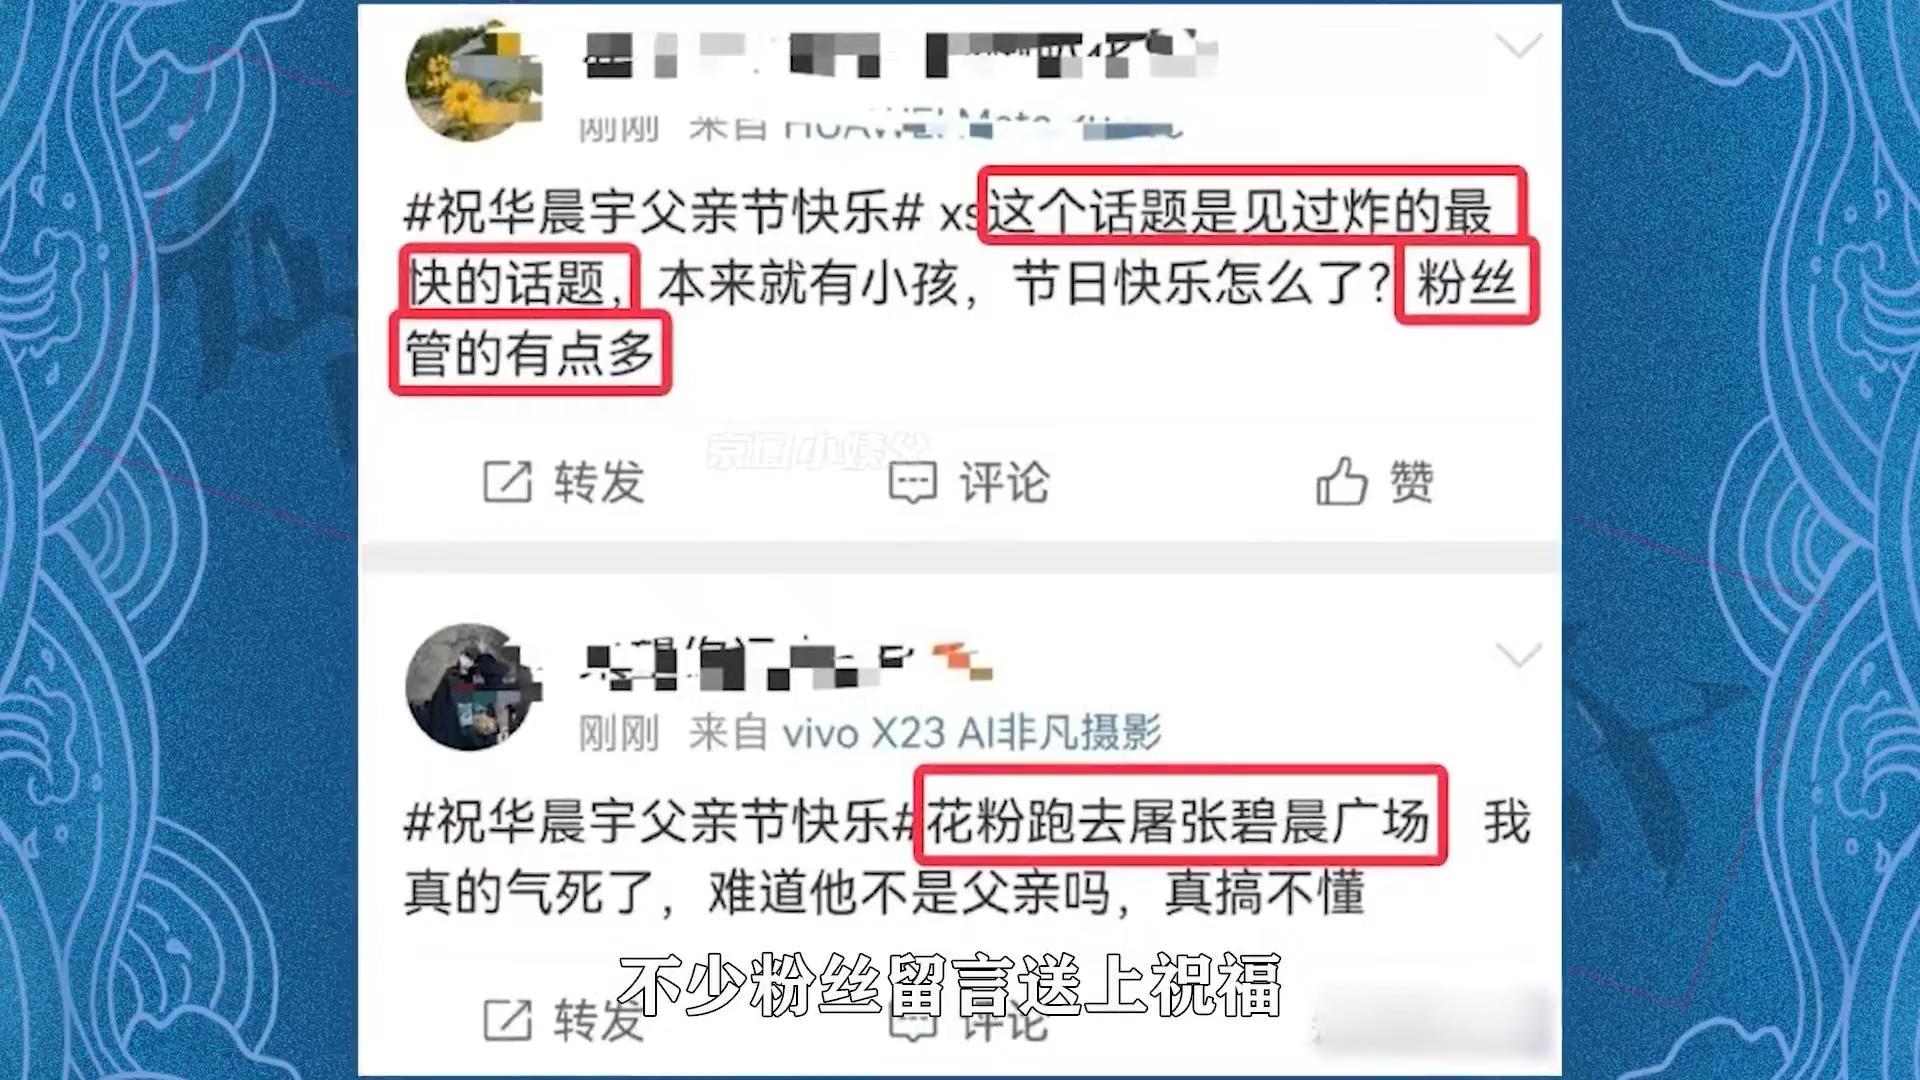 刚刚 来自 HUAWEI Mate
#祝华晨宇父亲节快乐# xs这个话题是见过炸的最
快的话题，本来就有小孩，节日快乐怎么了？粉丝
管的有点多
转发 评论 赞
刚刚 来自 vivo X23 AI非凡摄影
#祝华晨宇父亲节快乐#花粉跑去屠张碧晨广场 我
真的气死了，难道他不是父亲吗，真搞不懂
不少粉丝留言送上祝福
转发 评论